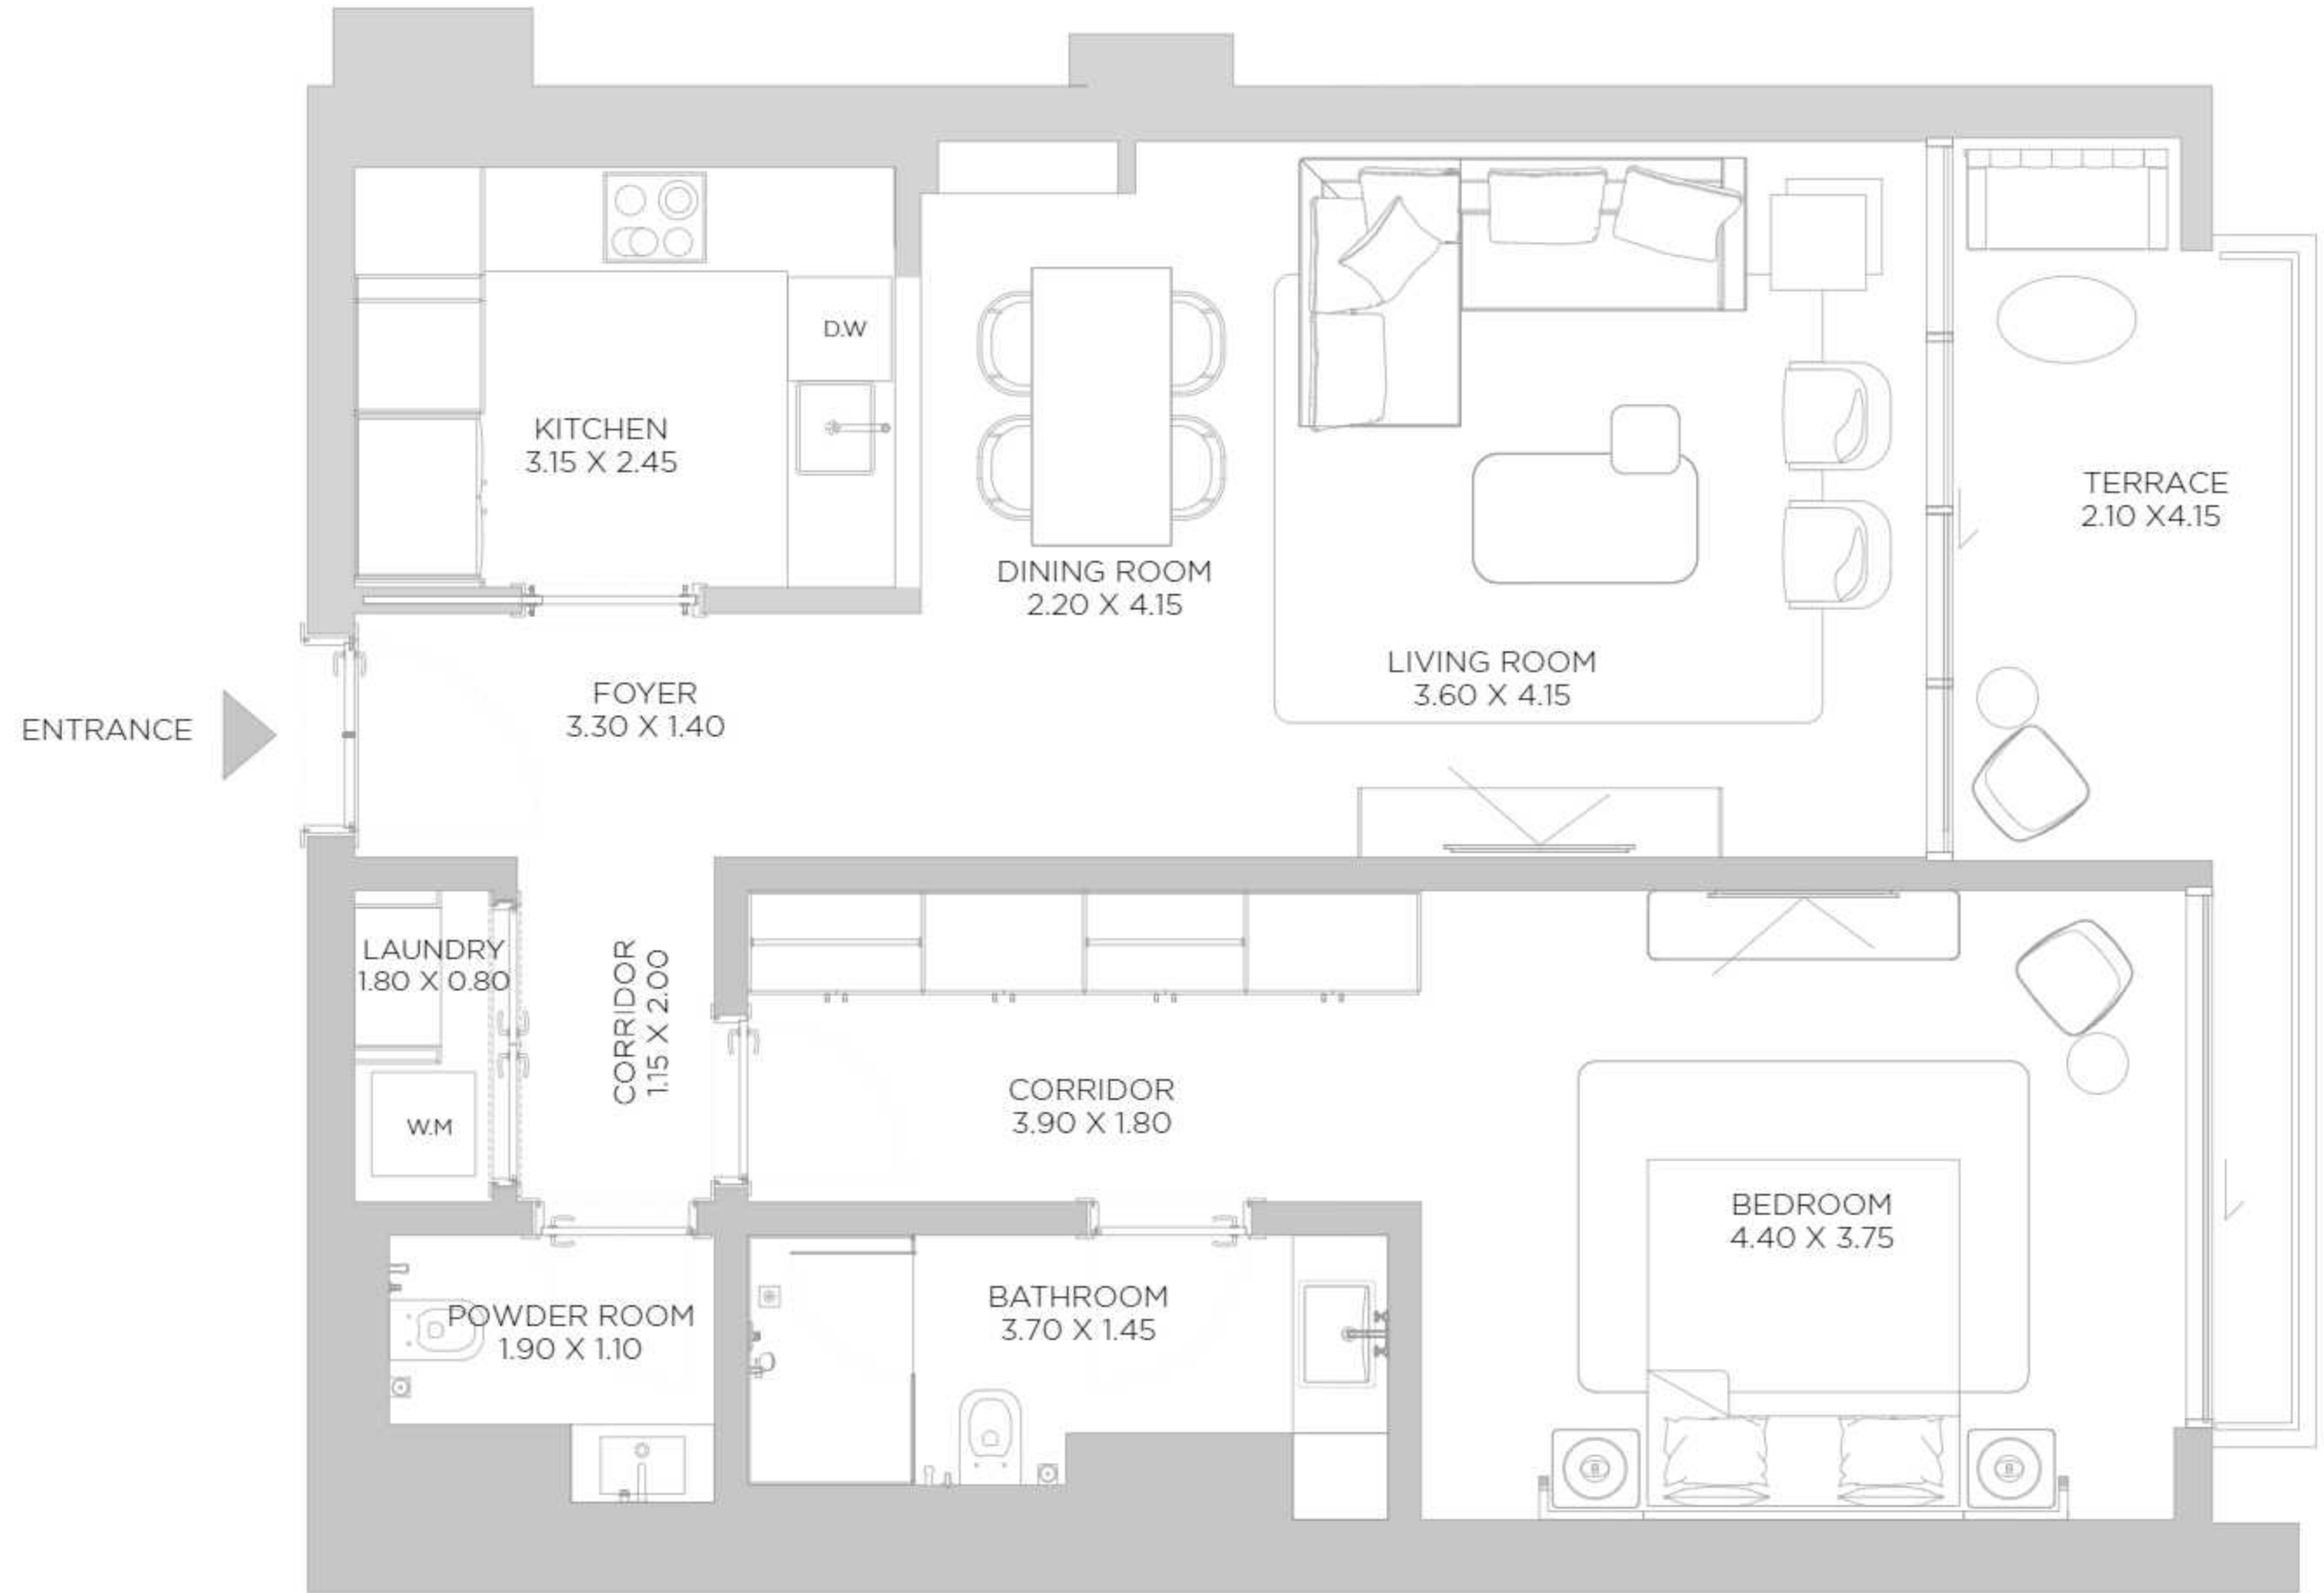 D.W
KITCHEN
3.15 X 2.45
TERRACE
2.10 X4.15
DINING ROOM
2.20 X 4.15
LIVING ROOM
3.60 X 4.15
FOYER
3.30 X 1.40
ENTRANCE
LAUNDRY
1.80 X 0.80
CORRIDOR
1.15 X 2.00
W.M
CORRIDOR
3.90 X 1.80
BEDROOM
4.40 X 3.75
POWDER ROOM
1.90 X 1.10
BATHROOM
3.70 X 1.45